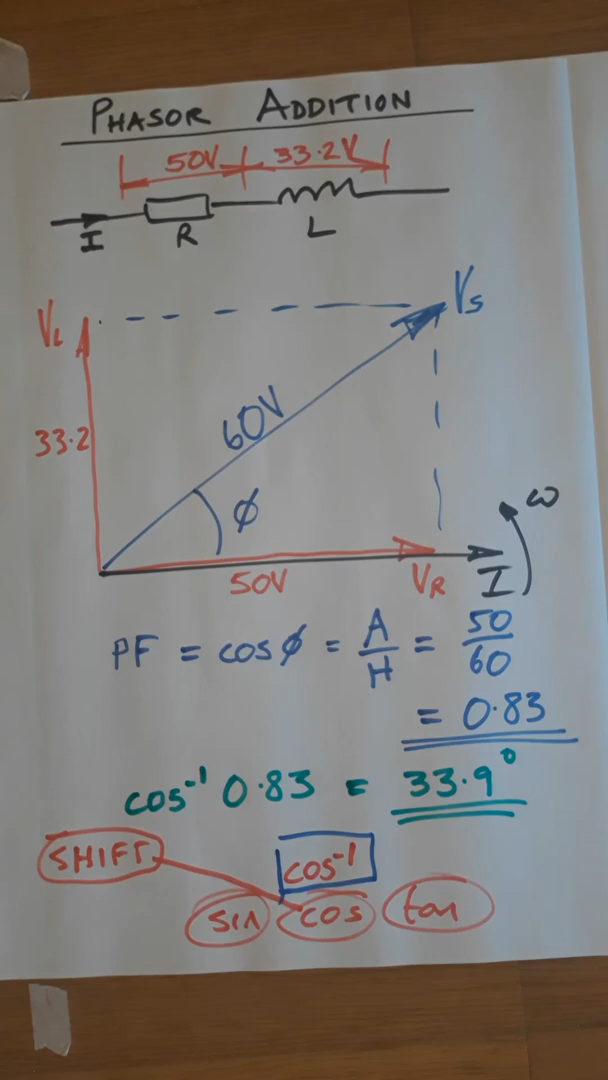 PHASOR ADDITION
50V 33.2V
I R L
VL VS
60V
33.2
φ ω
50V VR I
PF = cosφ = A/H = 50/60
= 0.83
cos⁻¹ 0.83 = 33.9°
SHIFT cos⁻¹
sin cos tan